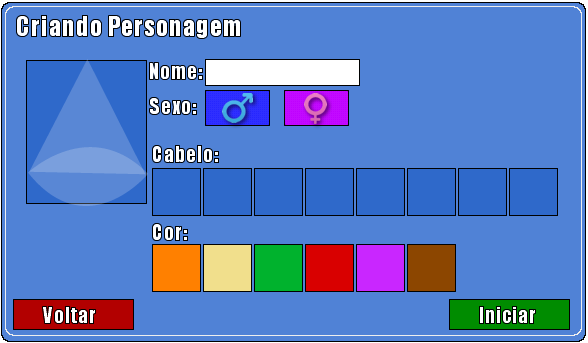 Criando Personagem
Nome:
Sexo:
Cabelo:
Cor:
Voltar
Iniciar